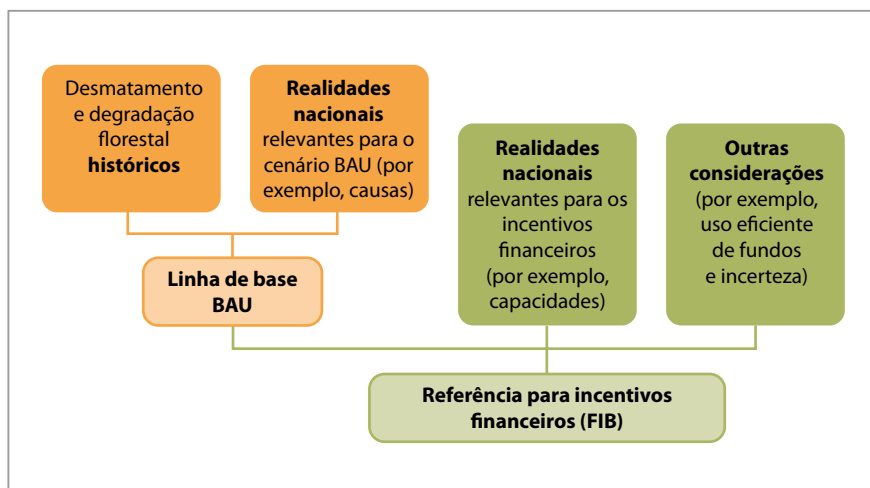 Desmatamento
e degradação
florestal
históricos
Realidades
nacionais
relevantes para o
cenário BAU (por
exemplo, causas)
Realidades
nacionais
relevantes para os
incentivos
financeiros
(por exemplo,
capacidades)
Outras
considerações
(por exemplo,
uso eficiente
de fundos
e incerteza)
Linha de base
BAU
Referência para incentivos
financeiros (FIB)